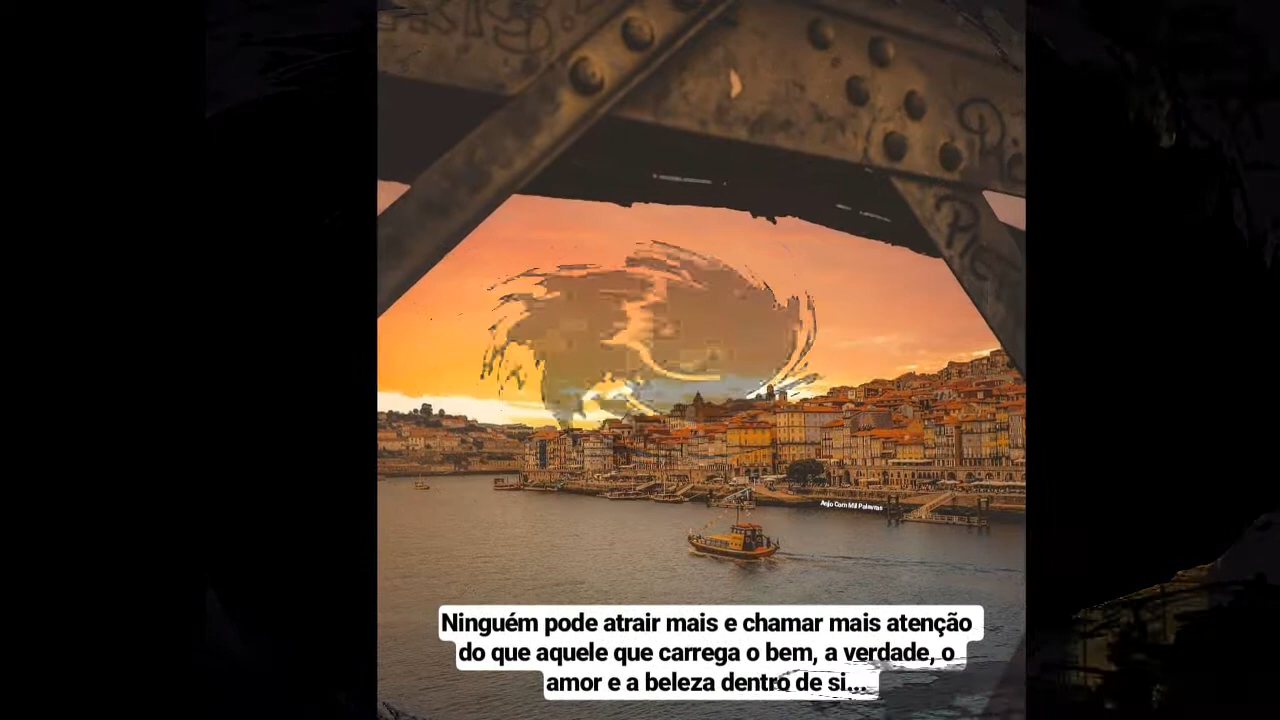 Anjo Com Mil Palavras
Ninguém pode atrair mais e chamar mais atenção
do que aquele que carrega o bem, a verdade, o
amor e a beleza dentro de si...